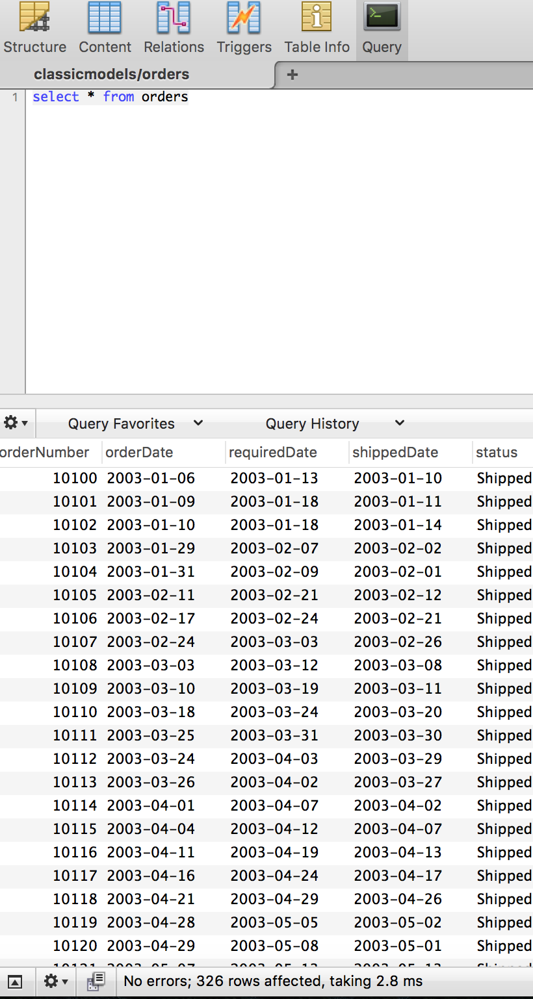 Structure Content Relations Triggers Table Info Query
classicmodels/orders +
1 select * from orders
Query Favorites Query History
orderNumber orderDate requiredDate shippedDate status
10100 2003-01-06 2003-01-13 2003-01-10 Shipped
10101 2003-01-09 2003-01-18 2003-01-11 Shipped
10102 2003-01-10 2003-01-18 2003-01-14 Shipped
10103 2003-01-29 2003-02-07 2003-02-02 Shipped
10104 2003-01-31 2003-02-09 2003-02-01 Shipped
10105 2003-02-11 2003-02-21 2003-02-12 Shipped
10106 2003-02-17 2003-02-24 2003-02-21 Shipped
10107 2003-02-24 2003-03-03 2003-02-26 Shipped
10108 2003-03-03 2003-03-12 2003-03-08 Shipped
10109 2003-03-10 2003-03-19 2003-03-11 Shipped
10110 2003-03-18 2003-03-24 2003-03-20 Shipped
10111 2003-03-25 2003-03-31 2003-03-30 Shipped
10112 2003-03-24 2003-04-03 2003-03-29 Shipped
10113 2003-03-26 2003-04-02 2003-03-27 Shipped
10114 2003-04-01 2003-04-07 2003-04-02 Shipped
10115 2003-04-04 2003-04-12 2003-04-07 Shipped
10116 2003-04-11 2003-04-19 2003-04-13 Shipped
10117 2003-04-16 2003-04-24 2003-04-17 Shipped
10118 2003-04-21 2003-04-29 2003-04-26 Shipped
10119 2003-04-28 2003-05-05 2003-05-02 Shipped
10120 2003-04-29 2003-05-08 2003-05-01 Shipped
No errors; 326 rows affected, taking 2.8 ms